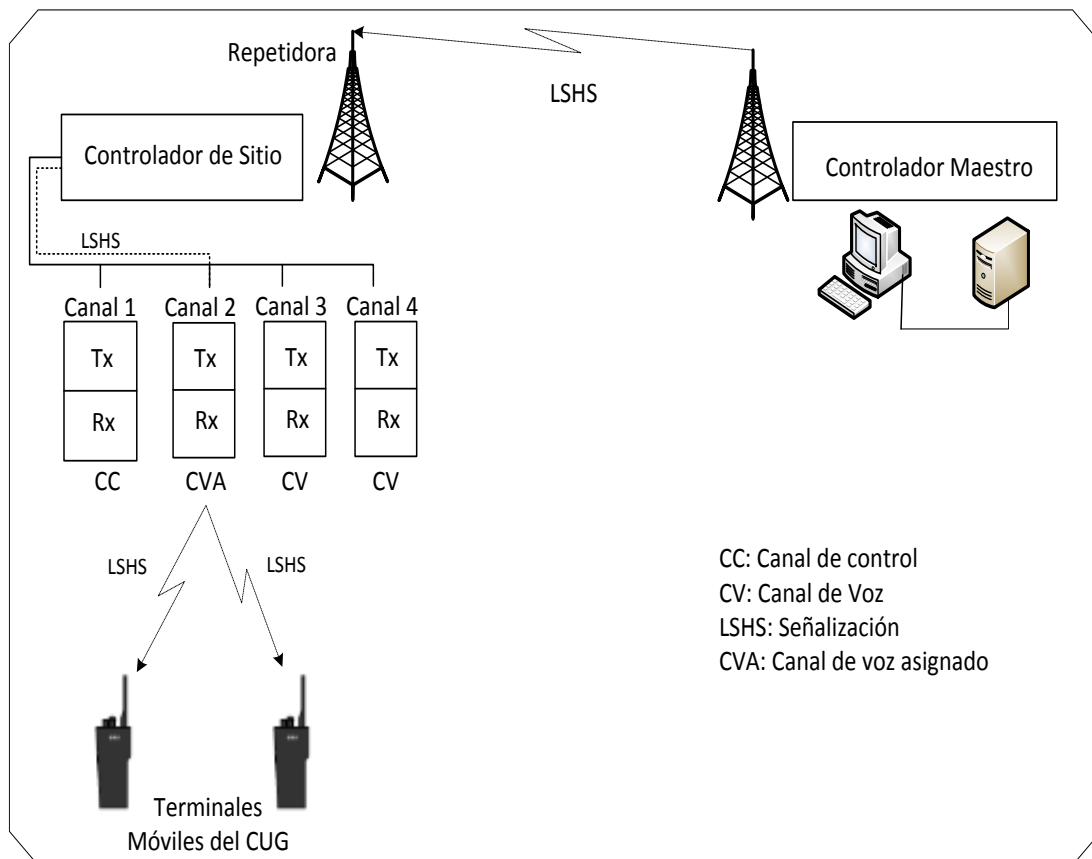 Repetidora
LSHS
Controlador de Sitio
Controlador Maestro
LSHS
Canal 1 Canal 2 Canal 3 Canal 4
Tx Tx Tx Tx
Rx Rx Rx Rx
CC CVA CV CV
LSHS LSHS
CC: Canal de control
CV: Canal de Voz
LSHS: Señalización
CVA: Canal de voz asignado
Terminales
Móviles del CUG